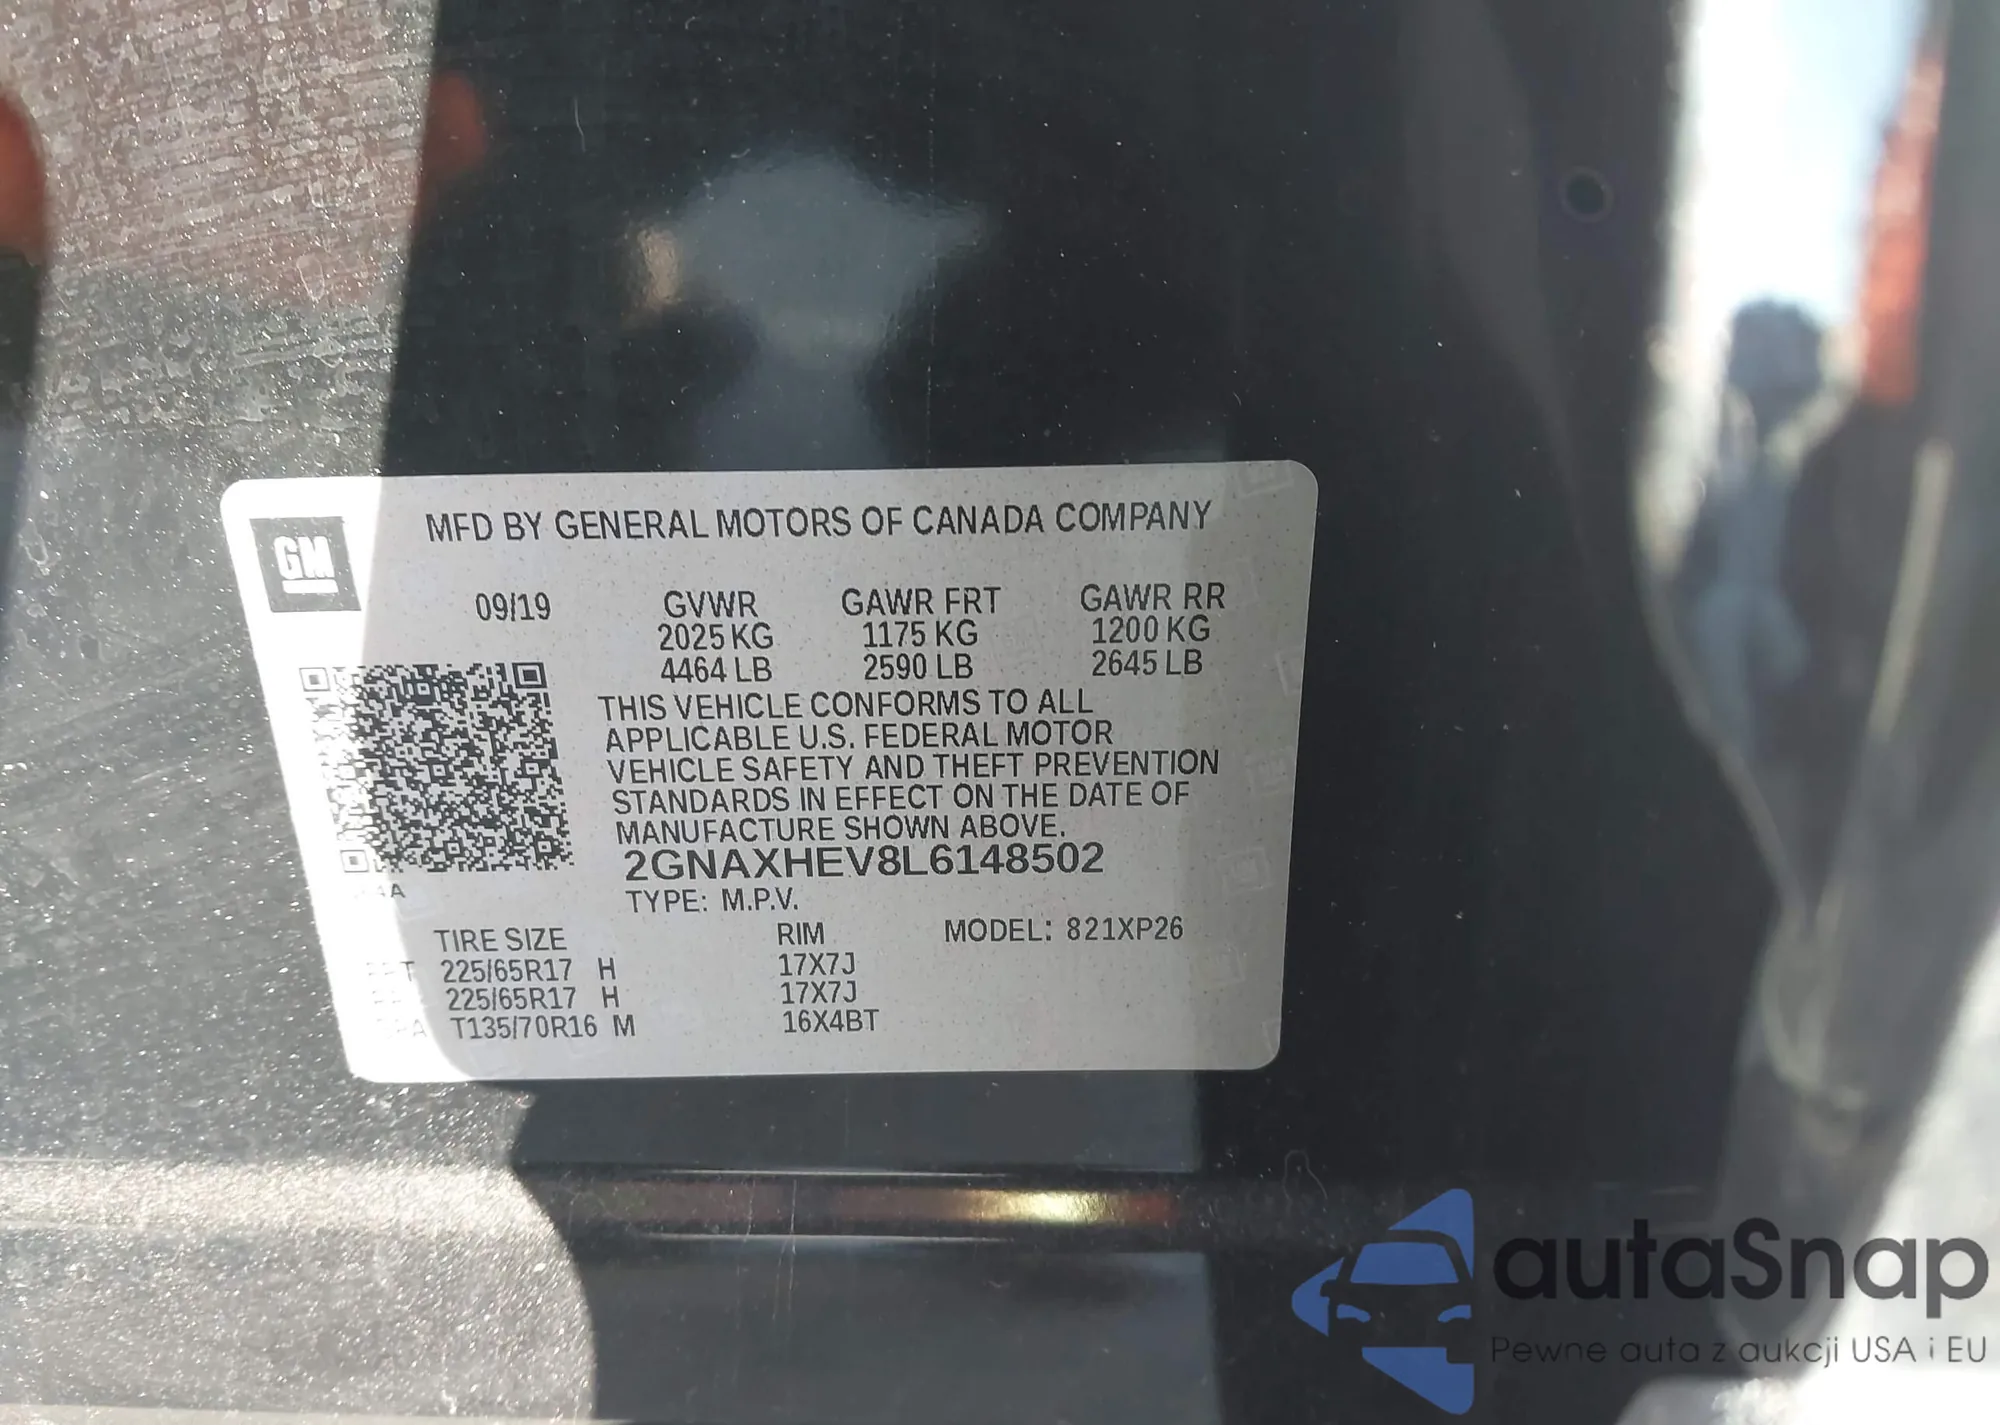 GM
MFD BY GENERAL MOTORS OF CANADA COMPANY
09/19 GVWR GAWR FRT GAWR RR
2025 KG 1175 KG 1200 KG
4464 LB 2590 LB 2645 LB
THIS VEHICLE CONFORMS TO ALL
APPLICABLE U.S. FEDERAL MOTOR
VEHICLE SAFETY AND THEFT PREVENTION
STANDARDS IN EFFECT ON THE DATE OF
MANUFACTURE SHOWN ABOVE.
2GNAXHEV8L6148502
TYPE: M.P.V.
TIRE SIZE RIM MODEL: 821XP26
225/65R17 H 17X7J
225/65R17 H 17X7J
T135/70R16 M 16X4BT
autaSnap
Pewne auta z aukcji USA i EU